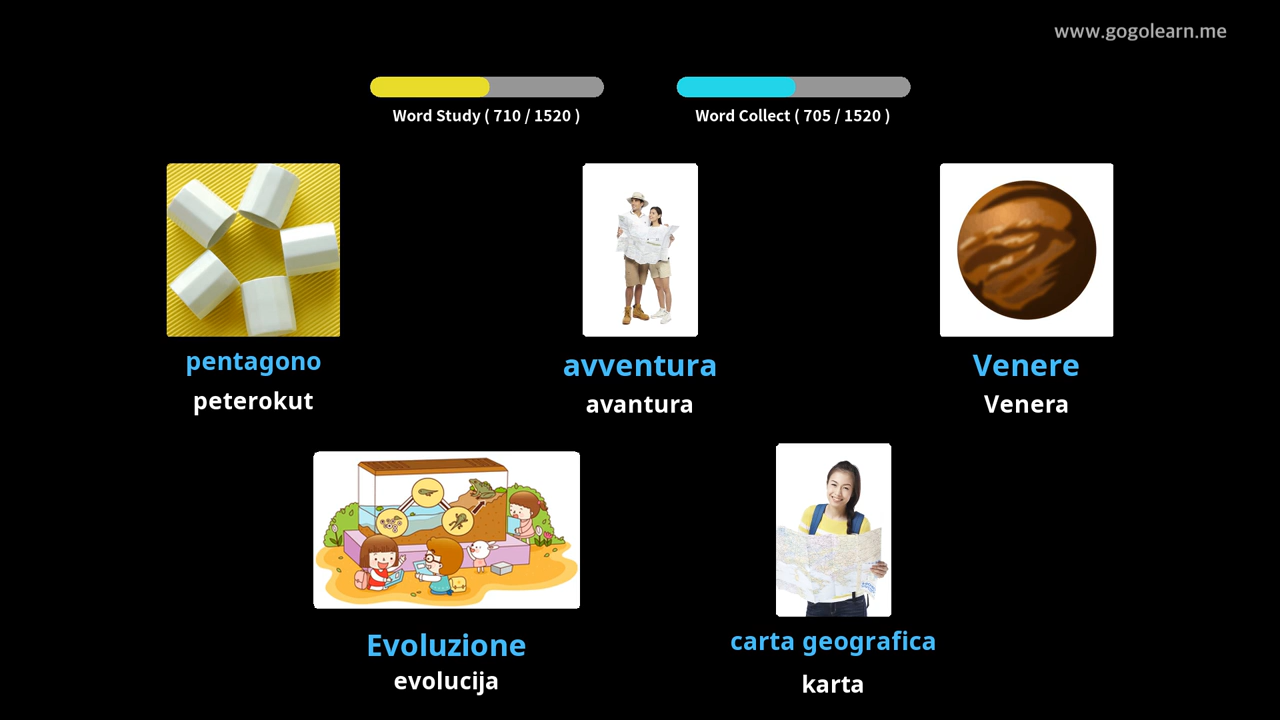 www.gogolearn.me
Word Study ( 710 / 1520 )
Word Collect ( 705 / 1520 )
pentagono
peterokut
avventura
avantura
Venere
Venera
Evoluzione
evolucija
carta geografica
karta